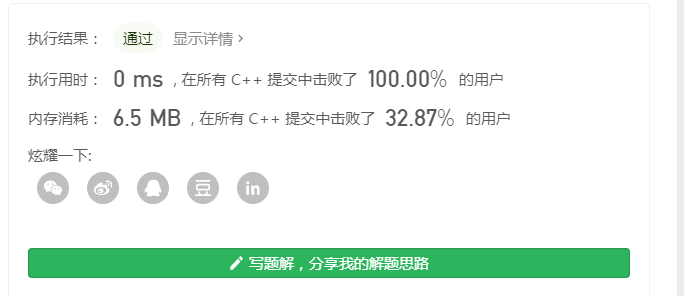 执行结果： 通过 显示详情 ›
执行用时： 0 ms , 在所有 C++ 提交中击败了 100.00% 的用户
内存消耗： 6.5 MB , 在所有 C++ 提交中击败了 32.87% 的用户
炫耀一下:
豆 in
写题解，分享我的解题思路